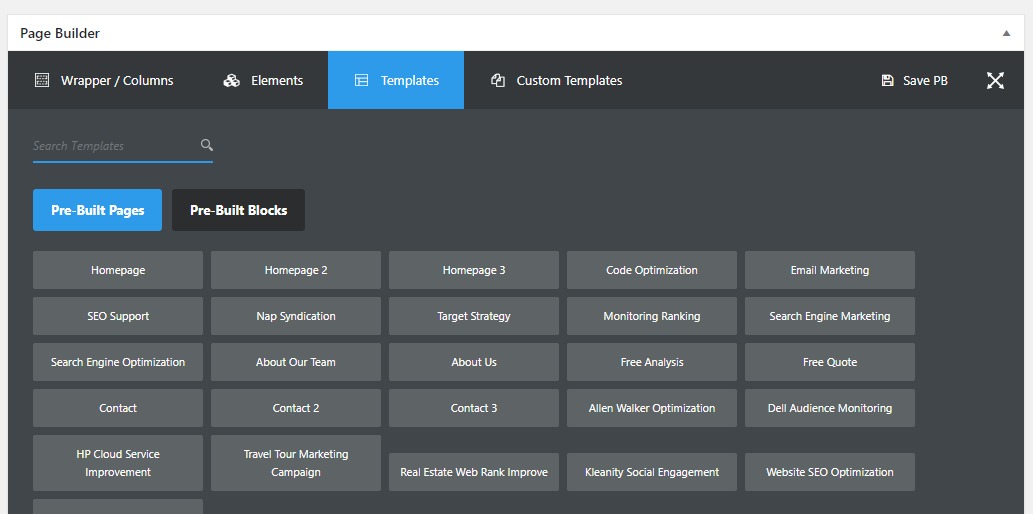 Page Builder
Wrapper / Columns Elements Templates Custom Templates Save PB
Search Templates
Pre-Built Pages Pre-Built Blocks
Homepage Homepage 2 Homepage 3 Code Optimization Email Marketing
SEO Support Nap Syndication Target Strategy Monitoring Ranking Search Engine Marketing
Search Engine Optimization About Our Team About Us Free Analysis Free Quote
Contact Contact 2 Contact 3 Allen Walker Optimization Dell Audience Monitoring
HP Cloud Service
Improvement
Travel Tour Marketing
Campaign
Real Estate Web Rank Improve Kleanity Social Engagement Website SEO Optimization